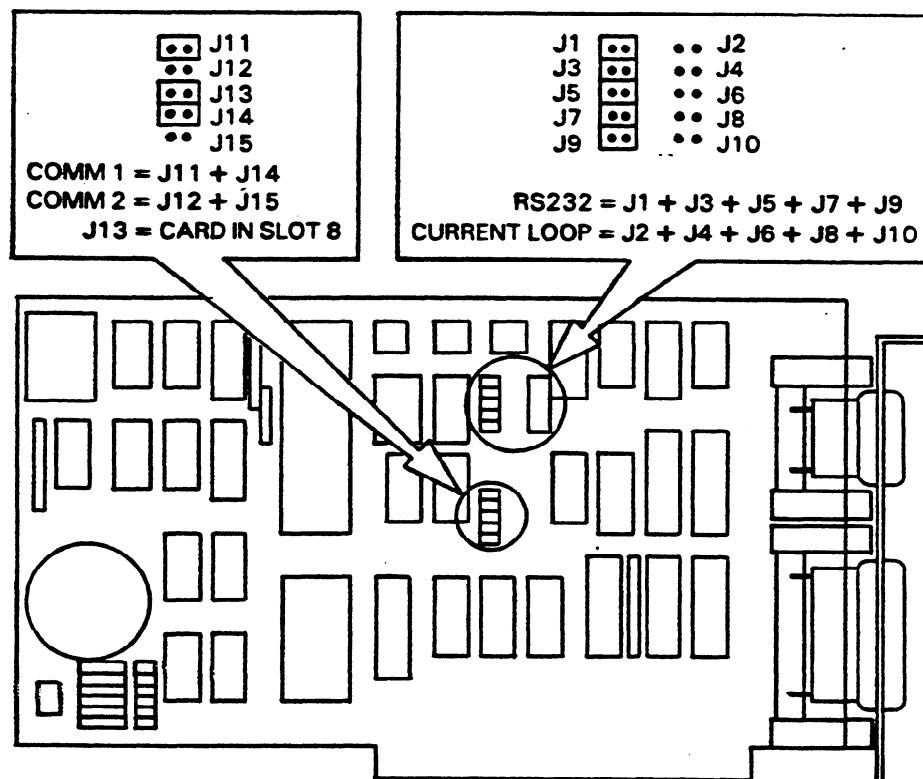 J11
J12
J13
J14
J15
COMM 1 = J11 + J14
COMM 2 = J12 + J15
J13 = CARD IN SLOT 8
J1 J2
J3 J4
J5 J6
J7 J8
J9 J10
RS232 = J1 + J3 + J5 + J7 + J9
CURRENT LOOP = J2 + J4 + J6 + J8 + J10